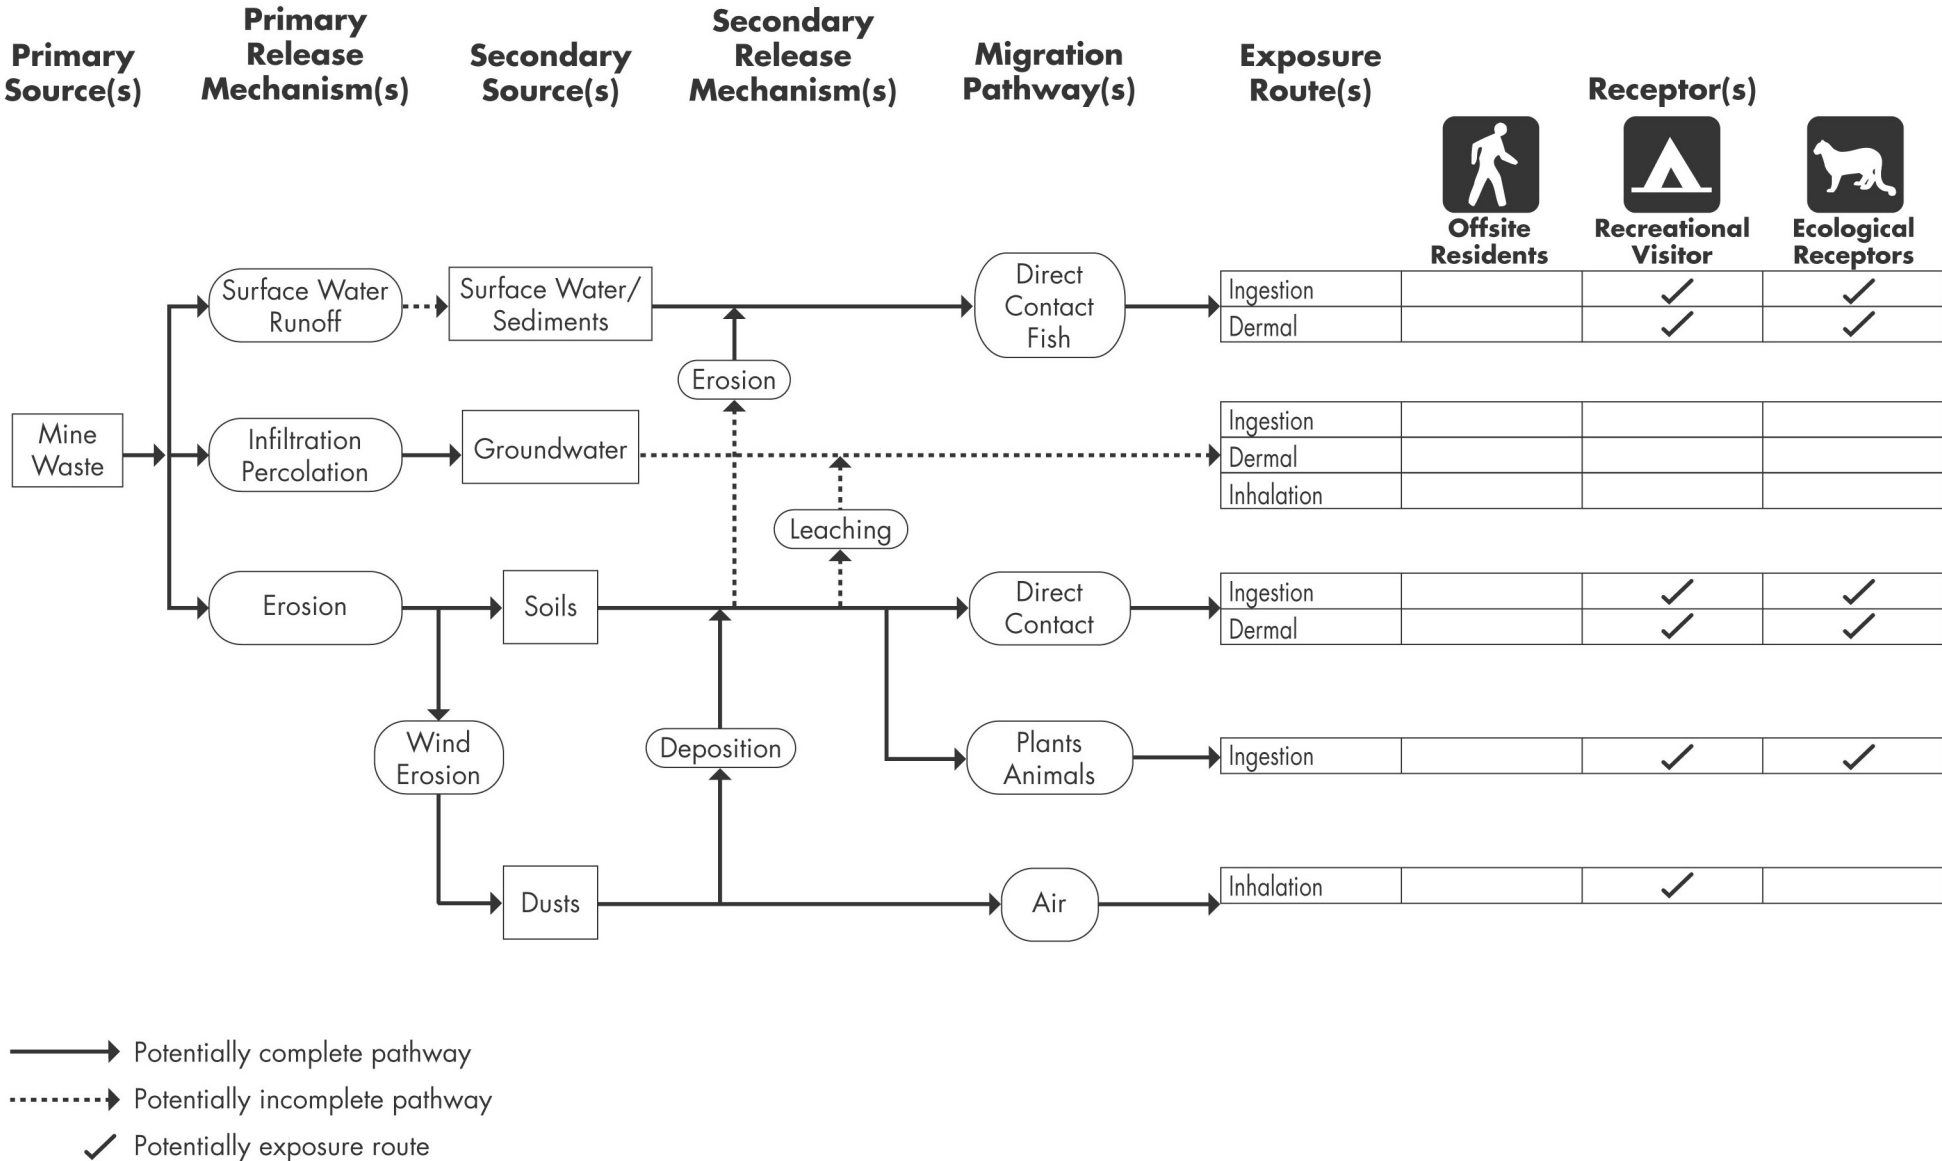 Primary
Source(s)
Primary
Release
Mechanism(s)
Secondary
Source(s)
Secondary
Release
Mechanism(s)
Migration
Pathway(s)
Exposure
Route(s)
Receptor(s)
Offsite
Residents
Recreational
Visitor
Ecological
Receptors
Surface Water
Runoff
Surface Water/
Sediments
Direct
Contact
Fish
Ingestion
Dermal
Erosion
Mine
Waste
Infiltration
Percolation
Groundwater
Ingestion
Dermal
Inhalation
Leaching
Erosion
Soils
Direct
Contact
Ingestion
Dermal
Wind
Erosion
Deposition
Plants
Animals
Ingestion
Dusts
Air
Inhalation
Potentially complete pathway
Potentially incomplete pathway
Potentially exposure route